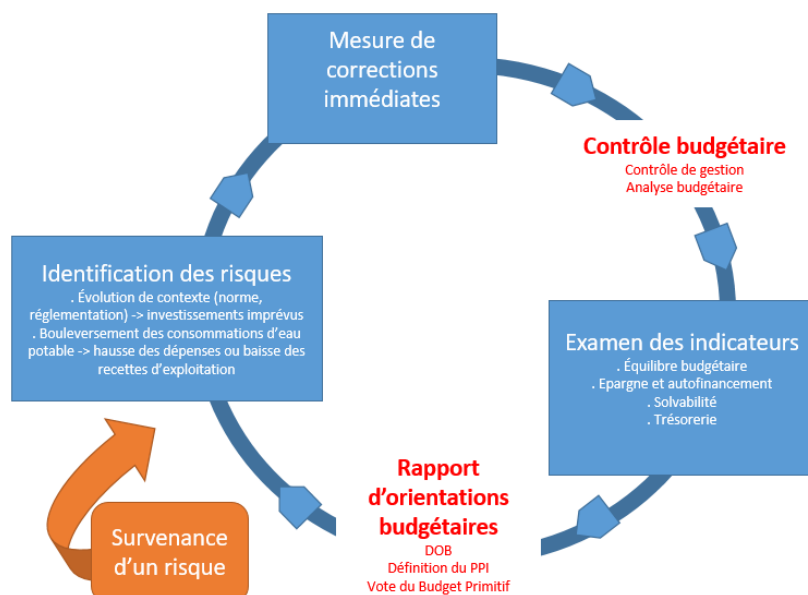 Mesure de
corrections
immédiates
Contrôle budgétaire
Contrôle de gestion
Analyse budgétaire
Identification des risques
. Évolution de contexte (norme,
réglementation) -> investissements imprévus
. Bouleversement des consommations d'eau
potable -> hausse des dépenses ou baisse des
recettes d'exploitation
Examen des indicateurs
. Équilibre budgétaire
. Epargne et autofinancement
. Solvabilité
. Trésorerie
Rapport
d'orientations
budgétaires
DOB
Définition du PPI
Vote du Budget Primitif
Survenance
d'un risque